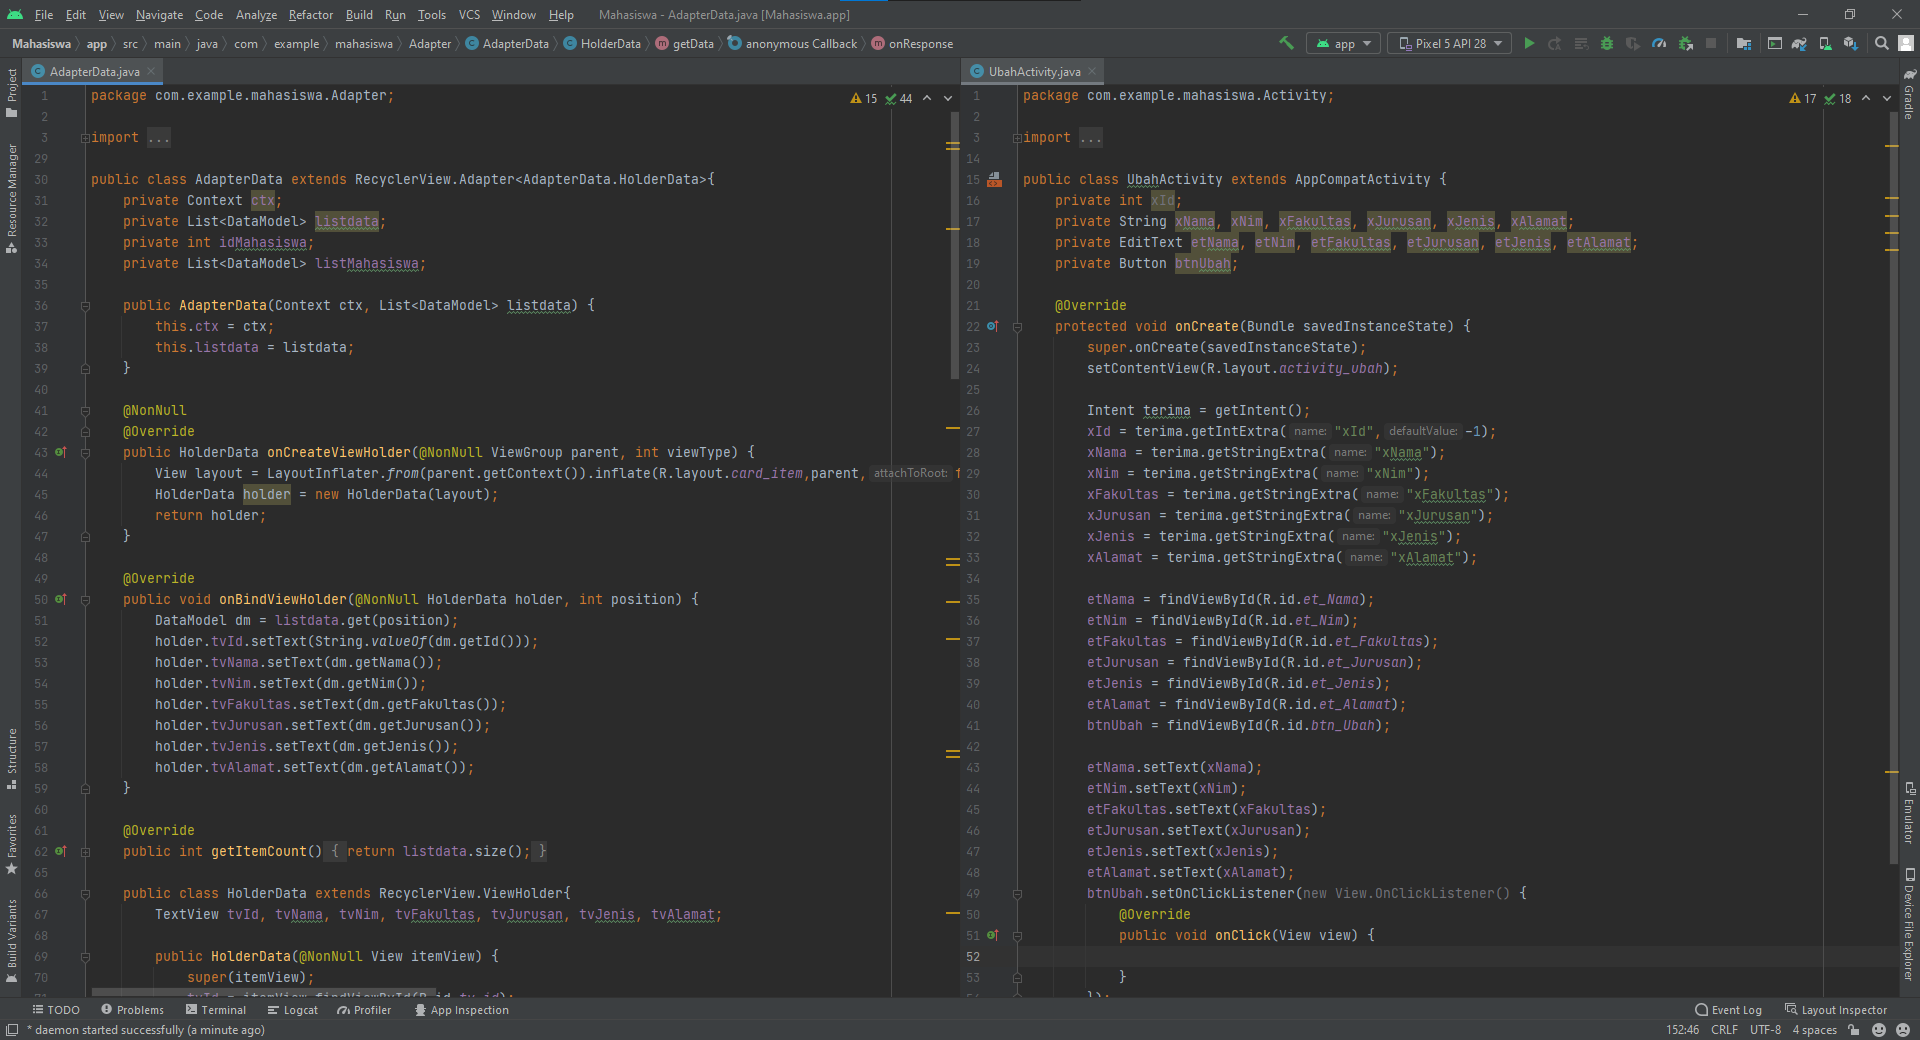 File Edit View Navigate Code Analyze Refactor Build Run Tools VCS Window Help Mahasiswa - AdapterData.java [Mahasiswa.app]
Mahasiswa app src main java com example mahasiswa Adapter AdapterData HolderData getData anonymous Callback onResponse app Pixel 5 API 28
Project
Resource Manager
Structure
Favorites
Build Variants
AdapterData.java
15 44
1 package com.example.mahasiswa.Adapter;
2
3 import ...
29
30 public class AdapterData extends RecyclerView.Adapter<AdapterData.HolderData>{
31 private Context ctx;
32 private List<DataModel> listdata;
33 private int idMahasiswa;
34 private List<DataModel> listMahasiswa;
35
36 public AdapterData(Context ctx, List<DataModel> listdata) {
37 this.ctx = ctx;
38 this.listdata = listdata;
39 }
40
41 @NonNull
42 @Override
43 public HolderData onCreateViewHolder(@NonNull ViewGroup parent, int viewType) {
44 View layout = LayoutInflater.from(parent.getContext()).inflate(R.layout.card_item,parent, attachToRoot: f
45 HolderData holder = new HolderData(layout);
46 return holder;
47 }
48
49 @Override
50 public void onBindViewHolder(@NonNull HolderData holder, int position) {
51 DataModel dm = listdata.get(position);
52 holder.tvId.setText(String.valueOf(dm.getId()));
53 holder.tvNama.setText(dm.getNama());
54 holder.tvNim.setText(dm.getNim());
55 holder.tvFakultas.setText(dm.getFakultas());
56 holder.tvJurusan.setText(dm.getJurusan());
57 holder.tvJenis.setText(dm.getJenis());
58 holder.tvAlamat.setText(dm.getAlamat());
59 }
60
61 @Override
62 public int getItemCount() { return listdata.size(); }
65
66 public class HolderData extends RecyclerView.ViewHolder{
67 TextView tvId, tvNama, tvNim, tvFakultas, tvJurusan, tvJenis, tvAlamat;
68
69 public HolderData(@NonNull View itemView) {
70 super(itemView);
UbahActivity.java
17 18
1 package com.example.mahasiswa.Activity;
2
3 import ...
14
15 public class UbahActivity extends AppCompatActivity {
16 private int xId;
17 private String xNama, xNim, xFakultas, xJurusan, xJenis, xAlamat;
18 private EditText etNama, etNim, etFakultas, etJurusan, etJenis, etAlamat;
19 private Button btnUbah;
20
21 @Override
22 protected void onCreate(Bundle savedInstanceState) {
23 super.onCreate(savedInstanceState);
24 setContentView(R.layout.activity_ubah);
25
26 Intent terima = getIntent();
27 xId = terima.getIntExtra( name: "xId", defaultValue: -1);
28 xNama = terima.getStringExtra( name: "xNama");
29 xNim = terima.getStringExtra( name: "xNim");
30 xFakultas = terima.getStringExtra( name: "xFakultas");
31 xJurusan = terima.getStringExtra( name: "xJurusan");
32 xJenis = terima.getStringExtra( name: "xJenis");
33 xAlamat = terima.getStringExtra( name: "xAlamat");
34
35 etNama = findViewById(R.id.et_Nama);
36 etNim = findViewById(R.id.et_Nim);
37 etFakultas = findViewById(R.id.et_Fakultas);
38 etJurusan = findViewById(R.id.et_Jurusan);
39 etJenis = findViewById(R.id.et_Jenis);
40 etAlamat = findViewById(R.id.et_Alamat);
41 btnUbah = findViewById(R.id.btn_Ubah);
42
43 etNama.setText(xNama);
44 etNim.setText(xNim);
45 etFakultas.setText(xFakultas);
46 etJurusan.setText(xJurusan);
47 etJenis.setText(xJenis);
48 etAlamat.setText(xAlamat);
49 btnUbah.setOnClickListener(new View.OnClickListener() {
50 @Override
51 public void onClick(View view) {
52
53 }
Gradle
Emulator
Device File Explorer
TODO Problems Terminal Logcat Profiler App Inspection Event Log Layout Inspector
* daemon started successfully (a minute ago) 152:46 CRLF UTF-8 4 spaces